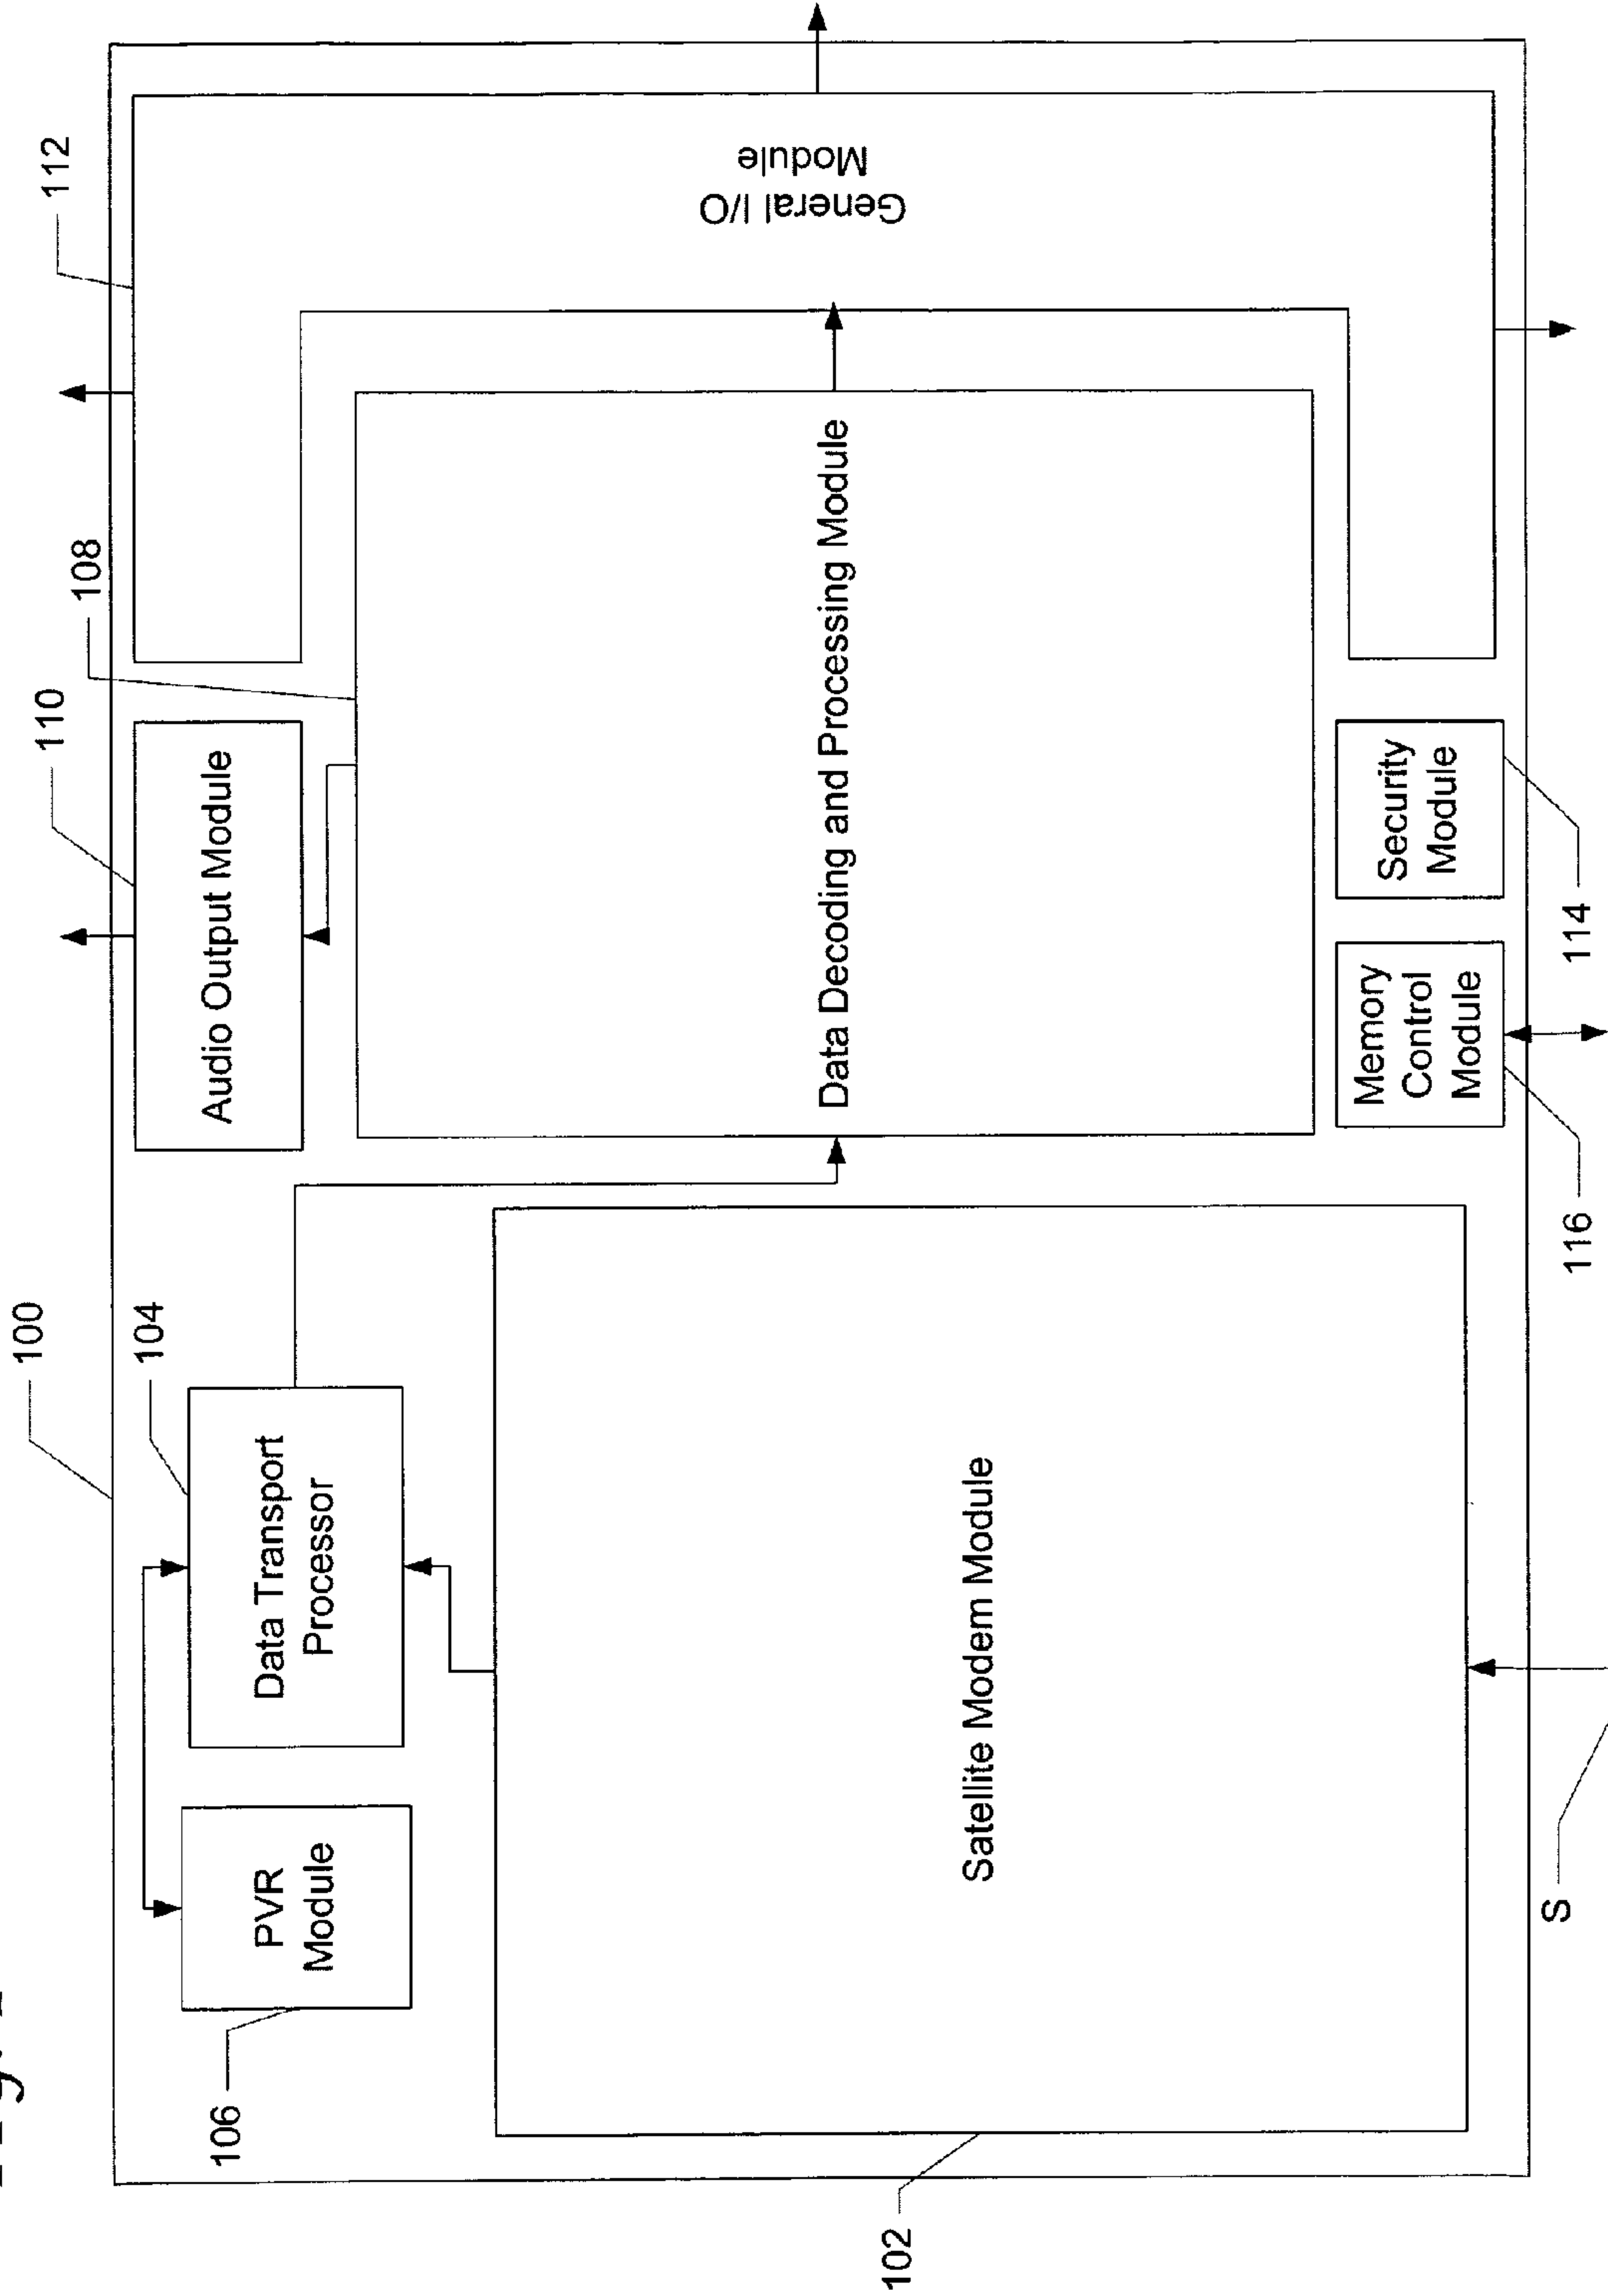 100
106
104
110
108
112
PVR
Module
Data Transport
Processor
Audio Output Module
General I/O
Module
Data Decoding and Processing Module
Satellite Modem Module
102
Memory
Control
Module
Security
Module
S
116
114